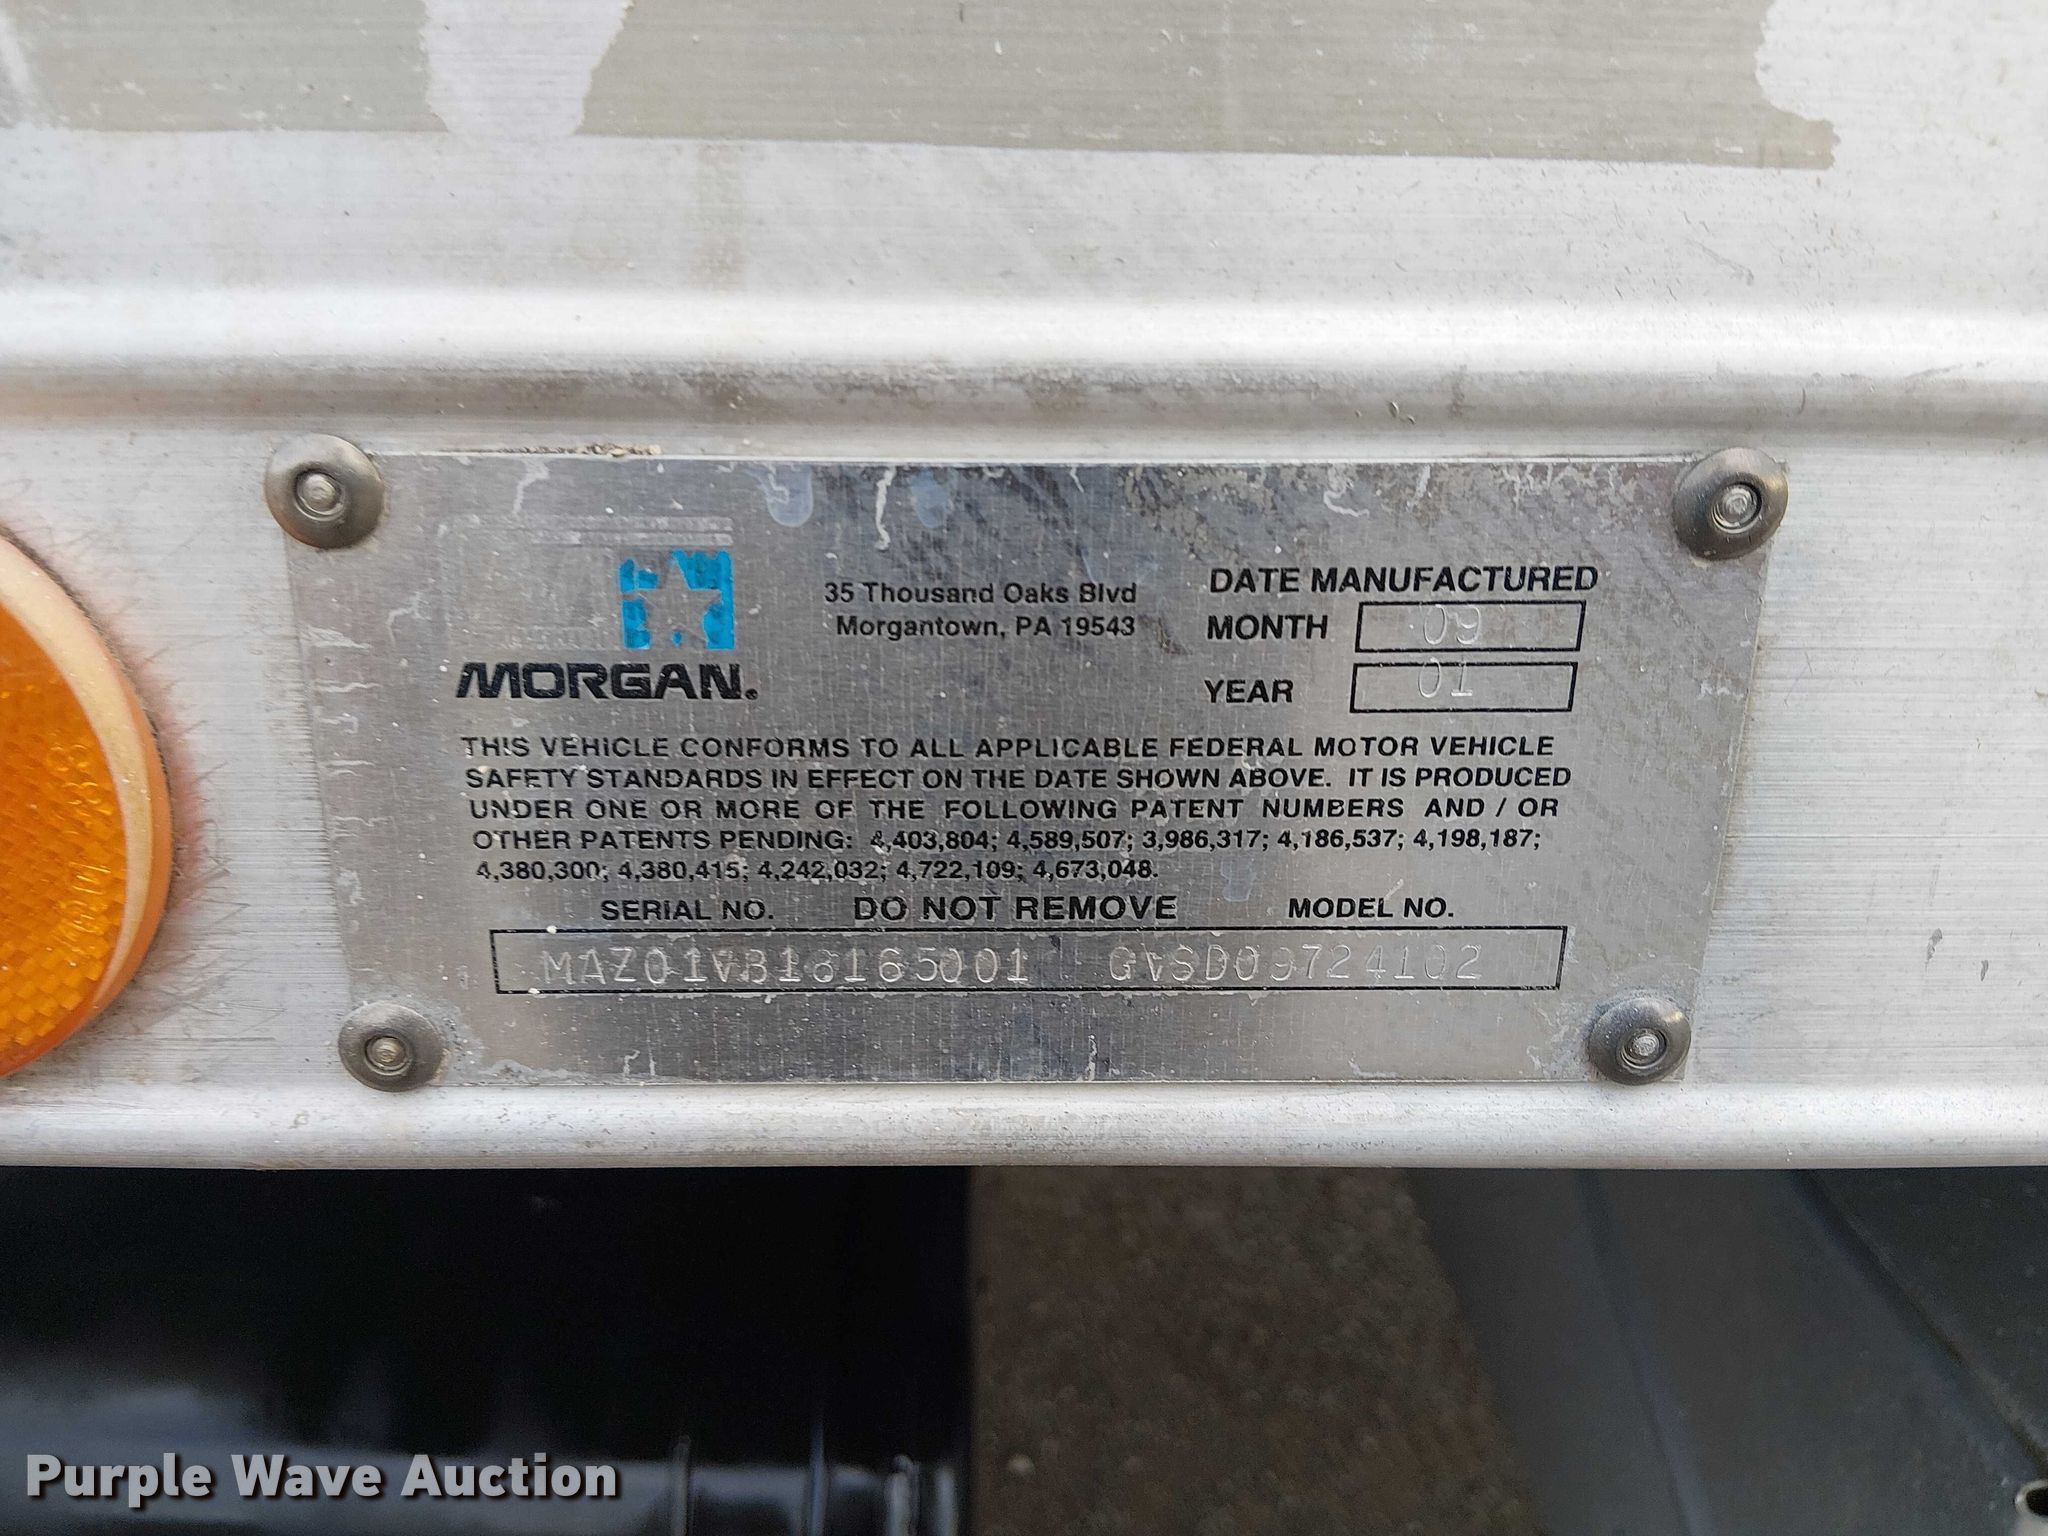 35 Thousand Oaks Blvd
Morgantown, PA 19543
MORGAN®
DATE MANUFACTURED
MONTH 09
YEAR 01
THIS VEHICLE CONFORMS TO ALL APPLICABLE FEDERAL MOTOR VEHICLE
SAFETY STANDARDS IN EFFECT ON THE DATE SHOWN ABOVE. IT IS PRODUCED
UNDER ONE OR MORE OF THE FOLLOWING PATENT NUMBERS AND / OR
OTHER PATENTS PENDING: 4,403,804; 4,589,507; 3,986,317; 4,186,537; 4,198,187;
4,380,300; 4,380,415; 4,242,032; 4,722,109; 4,673,048.
SERIAL NO. DO NOT REMOVE MODEL NO.
Purple Wave Auction